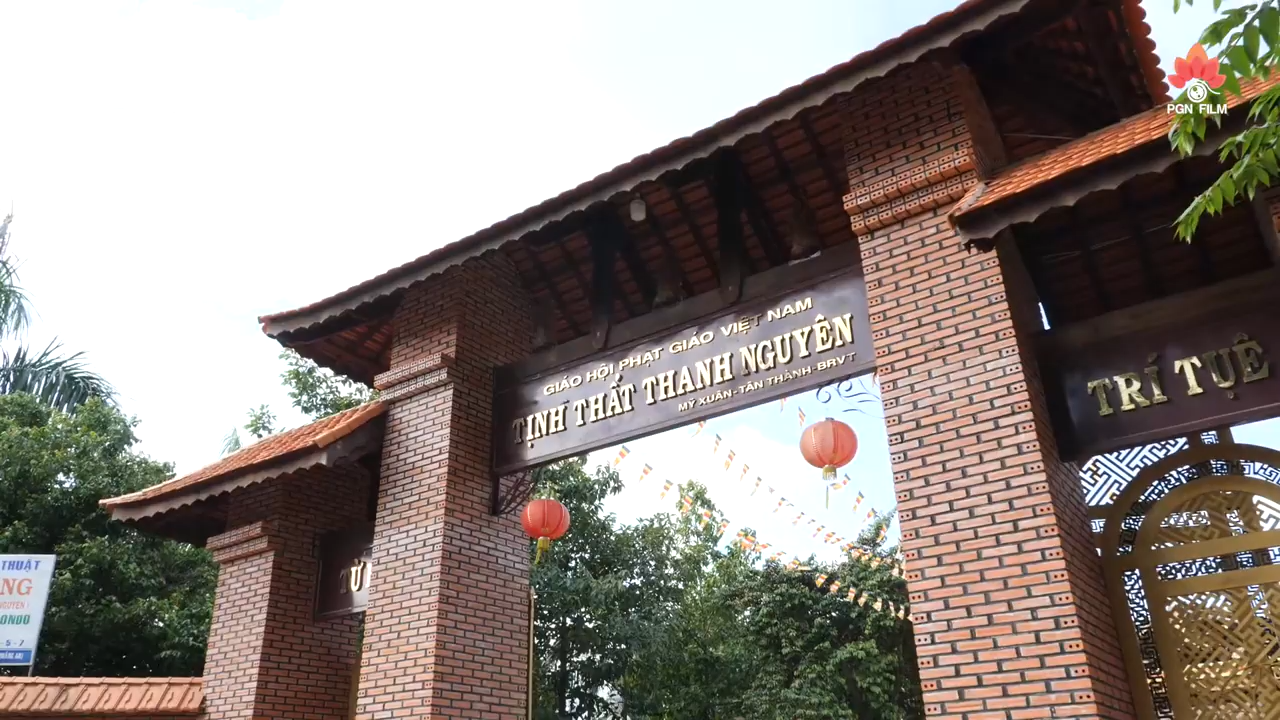 PGN FILM
GIÁO HỘI PHẬT GIÁO VIỆT NAM
TỊNH THẤT THANH NGUYÊN
MỸ XUÂN-TÂN THÀNH-BRVT
TRÍ TUỆ
TỪ
THUẬT